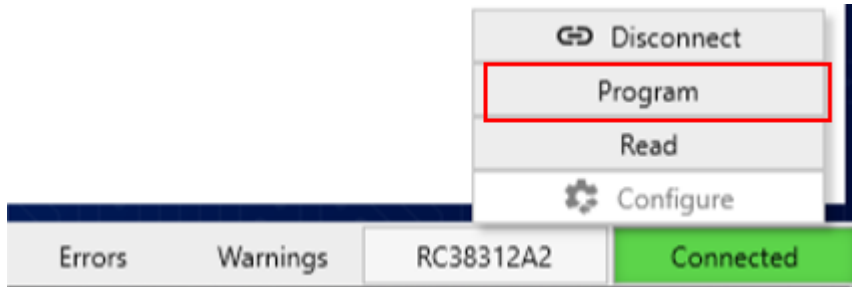 Disconnect
Program
Read
Configure
Errors Warnings RC38312A2 Connected